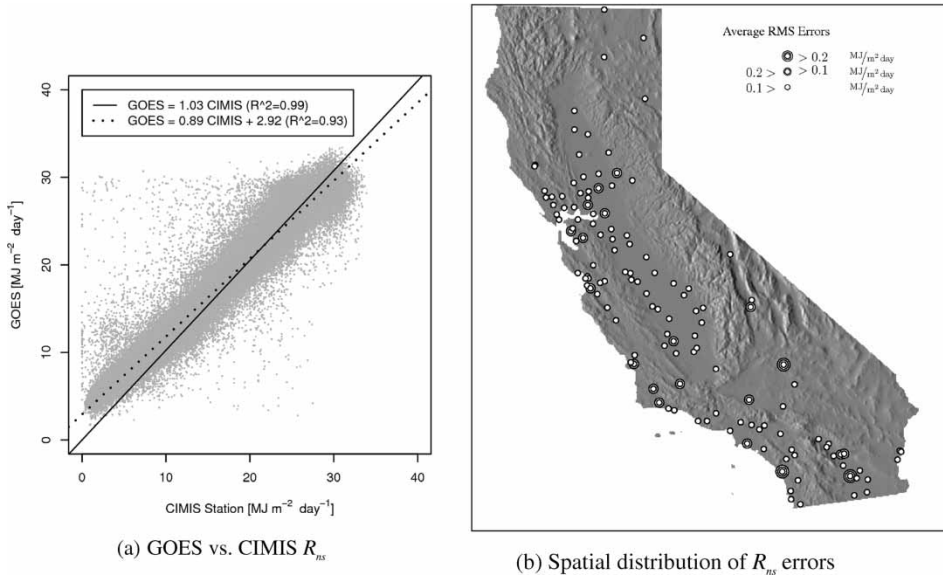 GOES = 1.03 CIMIS (R^2=0.99)
GOES = 0.89 CIMIS + 2.92 (R^2=0.93)
GOES [MJ m⁻² day⁻¹]
40
30
20
10
0
0 10 20 30 40
CIMIS Station [MJ m⁻² day⁻¹]
(a) GOES vs. CIMIS Rₙₛ
Average RMS Errors
> 0.2 MJ/m² day
0.2 > > 0.1 MJ/m² day
0.1 > MJ/m² day
(b) Spatial distribution of Rₙₛ errors